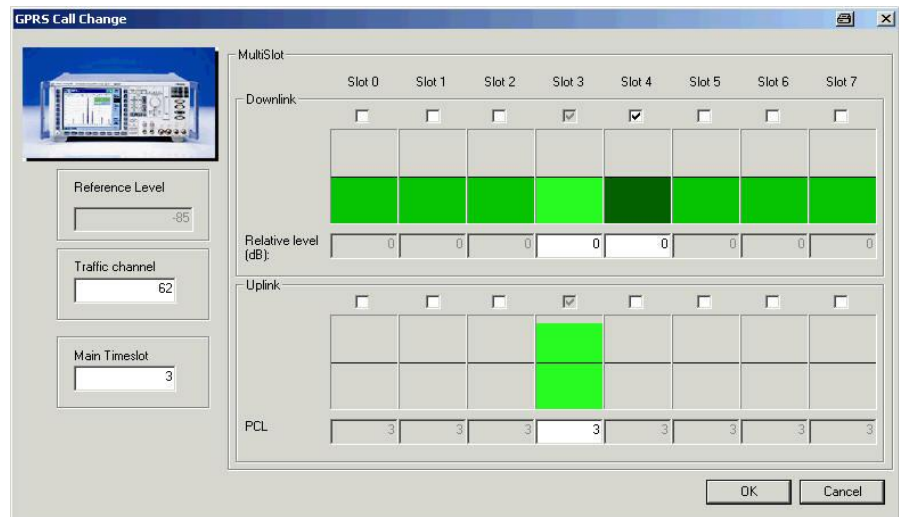 GPRS Call Change
MultiSlot
Slot 0 Slot 1 Slot 2 Slot 3 Slot 4 Slot 5 Slot 6 Slot 7
Downlink
Reference Level
-85
Relative level (dB): 0 0 0 0 0 0 0 0
Traffic channel
62
Uplink
Main Timeslot
3
PCL 3 3 3 3 3 3 3 3
OK Cancel